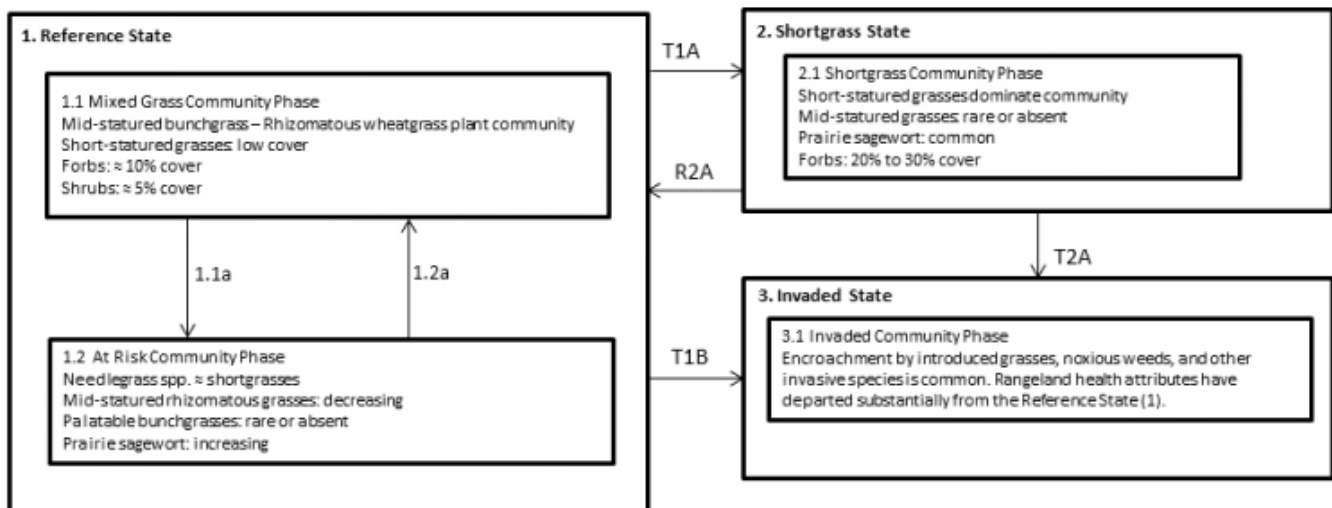 1. Reference State
1.1 Mixed Grass Community Phase
Mid-statured bunchgrass – Rhizomatous wheatgrass plant community
Short-statured grasses: low cover
Forbs: ≈ 10% cover
Shrubs: ≈ 5% cover
1.1a
1.2a
1.2 At Risk Community Phase
Needlegrass spp. ≈ shortgrasses
Mid-statured rhizomatous grasses: decreasing
Palatable bunchgrasses: rare or absent
Prairie sagewort: increasing
T1A
R2A
T1B
2. Shortgrass State
2.1 Shortgrass Community Phase
Short-statured grasses dominate community
Mid-statured grasses: rare or absent
Prairie sagewort: common
Forbs: 20% to 30% cover
T2A
3. Invaded State
3.1 Invaded Community Phase
Encroachment by introduced grasses, noxious weeds, and other
invasive species is common. Rangeland health attributes have
departed substantially from the Reference State (1).